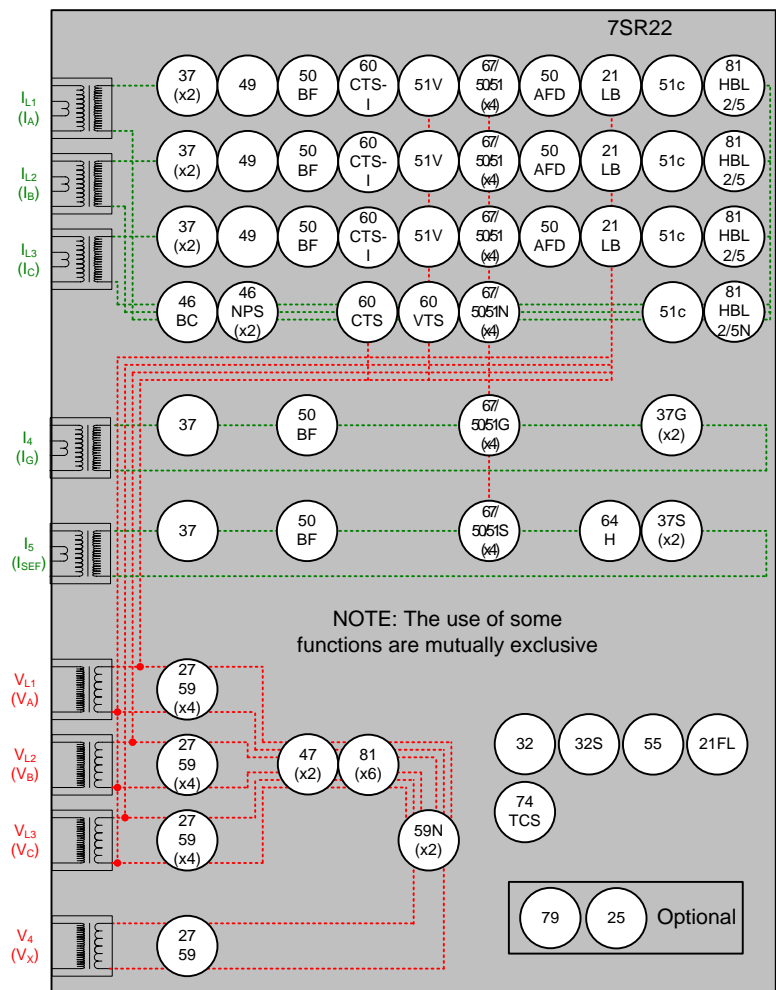 7SR22
IL1
(IA)
37
(x2)
49
50
BF
60
CTS-
I
51V
67/
50/51
(x4)
50
AFD
21
LB
51c
81
HBL
2/5
IL2
(IB)
37
(x2)
49
50
BF
60
CTS-
I
51V
67/
50/51
(x4)
50
AFD
21
LB
51c
81
HBL
2/5
IL3
(IC)
37
(x2)
49
50
BF
60
CTS-
I
51V
67/
50/51
(x4)
50
AFD
21
LB
51c
81
HBL
2/5
46
BC
46
NPS
(x2)
60
CTS
60
VTS
67/
50/51N
(x4)
51c
81
HBL
2/5N
I4
(IG)
37
50
BF
67/
50/51G
(x4)
37G
(x2)
I5
(ISEF)
37
50
BF
67/
50/51S
(x4)
64
H
37S
(x2)
NOTE: The use of some
functions are mutually exclusive
VL1
(VA)
27
59
(x4)
VL2
(VB)
27
59
(x4)
47
(x2)
81
(x6)
32
32S
55
21FL
74
TCS
VL3
(VC)
27
59
(x4)
59N
(x2)
V4
(VX)
27
59
79
25
Optional